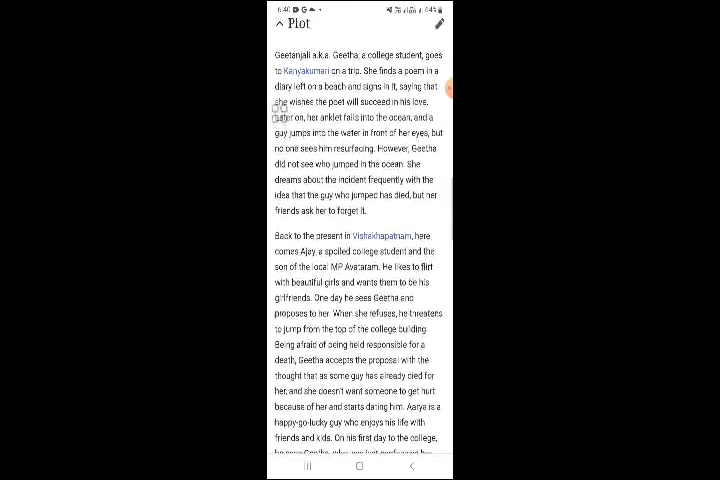 6:40
64%
Plot
Geetanjali a.k.a. Geetha, a college student, goes
to Kanyakumari on a trip. She finds a poem in a
diary left on a beach and signs in it, saying that
she wishes the poet will succeed in his love.
Later on, her anklet falls into the ocean, and a
guy jumps into the water in front of her eyes, but
no one sees him resurfacing. However, Geetha
did not see who jumped in the ocean. She
dreams about the incident frequently with the
idea that the guy who jumped has died, but her
friends ask her to forget it.
Back to the present in Vishakhapatnam, here
comes Ajay, a spoiled college student and the
son of the local MP Avataram. He likes to flirt
with beautiful girls and wants them to be his
girlfriends. One day he sees Geetha and
proposes to her. When she refuses, he threatens
to jump from the top of the college building.
Being afraid of being held responsible for a
death, Geetha accepts the proposal with the
thought that as some guy has already died for
her, and she doesn't want someone to get hurt
because of her and starts dating him. Aarya is a
happy-go-lucky guy who enjoys his life with
friends and kids. On his first day to the college,